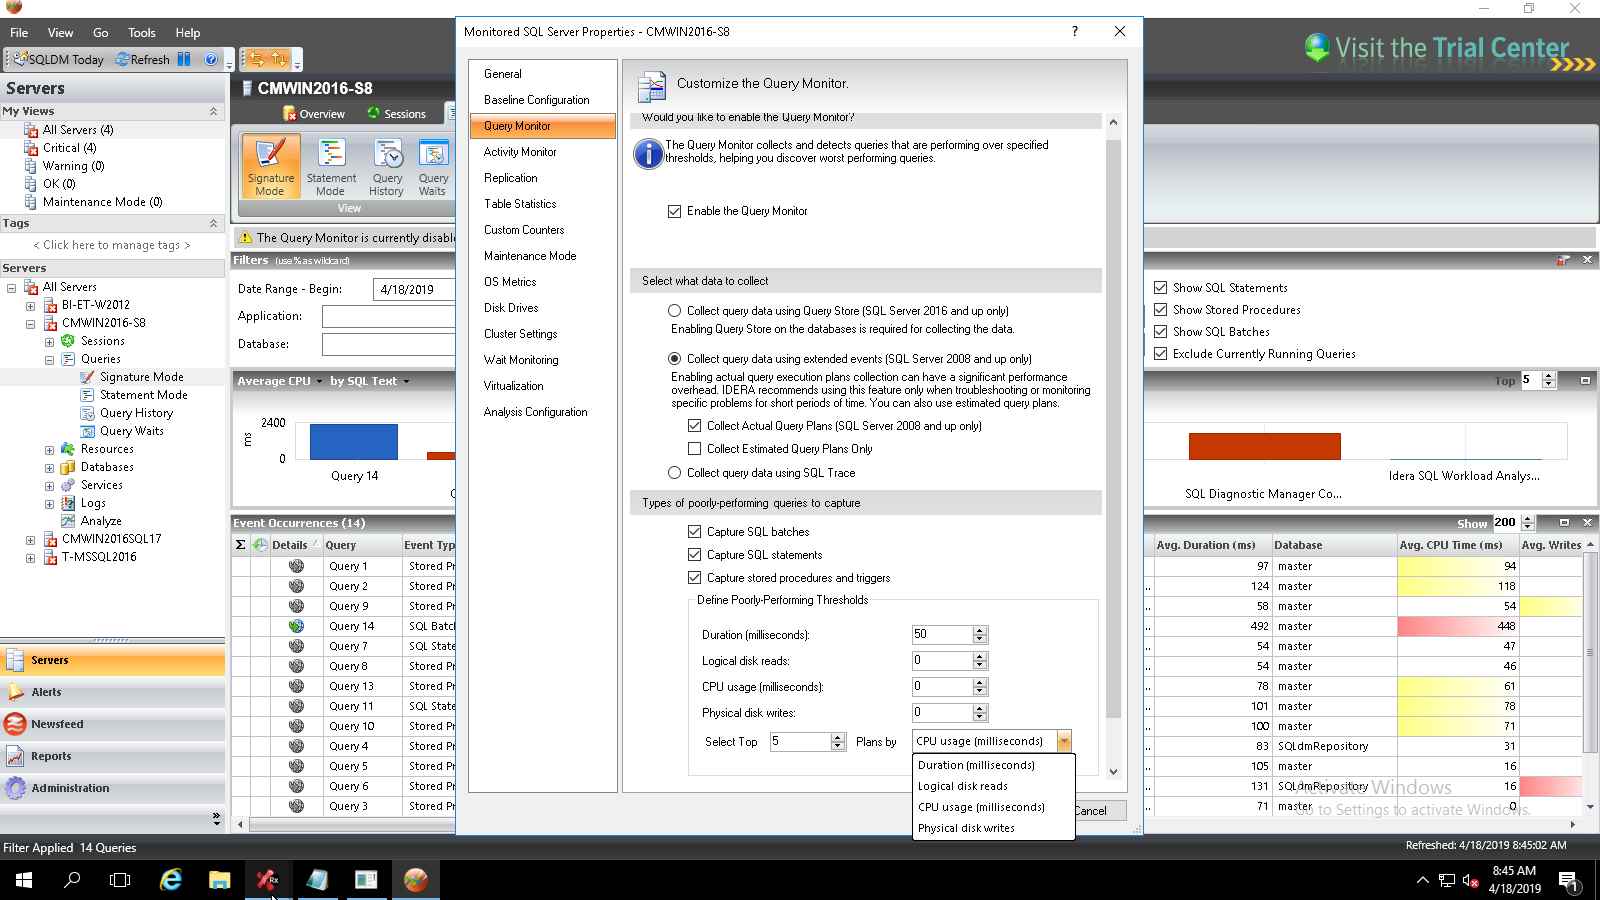 File View Go Tools Help
SQLDM Today Refresh
Visit the Trial Center
Servers
My Views
All Servers (4)
Critical (4)
Warning (0)
OK (0)
Maintenance Mode (0)
Tags
< Click here to manage tags >
Servers
All Servers
BI-ET-W2012
CMWIN2016-S8
Sessions
Queries
Signature Mode
Statement Mode
Query History
Query Waits
Resources
Databases
Services
Logs
Analyze
CMWIN2016SQL17
T-MSSQL2016
Servers
Alerts
Newsfeed
Reports
Administration
Filter Applied 14 Queries
CMWIN2016-S8
Overview Sessions
Signature Mode
Statement Mode
Query History
Query Waits
View
The Query Monitor is currently disable
Filters (use % as wildcard)
Date Range - Begin: 4/18/2019
Application:
Database:
Average CPU by SQL Text
2400
ms
0
Query 14
Event Occurrences (14)
Σ Details Query Event Typ
Query 1 Stored Pr
Query 2 Stored Pr
Query 9 Stored Pr
Query 14 SQL Batc
Query 7 SQL State
Query 8 Stored Pr
Query 13 Stored Pr
Query 11 SQL State
Query 10 Stored Pr
Query 4 Stored Pr
Query 5 Stored Pr
Query 6 Stored Pr
Query 3 Stored Pr
Monitored SQL Server Properties - CMWIN2016-S8
?
General
Baseline Configuration
Query Monitor
Activity Monitor
Replication
Table Statistics
Custom Counters
Maintenance Mode
OS Metrics
Disk Drives
Cluster Settings
Wait Monitoring
Virtualization
Analysis Configuration
Customize the Query Monitor.
Would you like to enable the Query Monitor?
The Query Monitor collects and detects queries that are performing over specified
thresholds, helping you discover worst performing queries.
Enable the Query Monitor
Select what data to collect
Collect query data using Query Store (SQL Server 2016 and up only)
Enabling Query Store on the databases is required for collecting the data.
Collect query data using extended events (SQL Server 2008 and up only)
Enabling actual query execution plans collection can have a significant performance
overhead. IDERA recommends using this feature only when troubleshooting or monitoring
specific problems for short periods of time. You can also use estimated query plans.
Collect Actual Query Plans (SQL Server 2008 and up only)
Collect Estimated Query Plans Only
Collect query data using SQL Trace
Types of poorly-performing queries to capture
Capture SQL batches
Capture SQL statements
Capture stored procedures and triggers
Define Poorly-Performing Thresholds
Duration (milliseconds): 50
Logical disk reads: 0
CPU usage (milliseconds): 0
Physical disk writes: 0
Select Top 5 Plans by CPU usage (milliseconds)
Duration (milliseconds)
Logical disk reads
CPU usage (milliseconds)
Physical disk writes
Cancel
Show SQL Statements
Show Stored Procedures
Show SQL Batches
Exclude Currently Running Queries
Top 5
SQL Diagnostic Manager Co...
Idera SQL Workload Analys...
Show 200
Avg. Duration (ms) Database Avg. CPU Time (ms) Avg. Writes
97 master 94
124 master 118
58 master 54
492 master 448
54 master 47
54 master 46
78 master 61
101 master 78
100 master 71
83 SQLdmRepository 31
105 master 16
131 SQLdmRepository 16
71 master 0
Activate Windows
Go to Settings to activate Windows.
Refreshed: 4/18/2019 8:45:02 AM
8:45 AM
4/18/2019
1